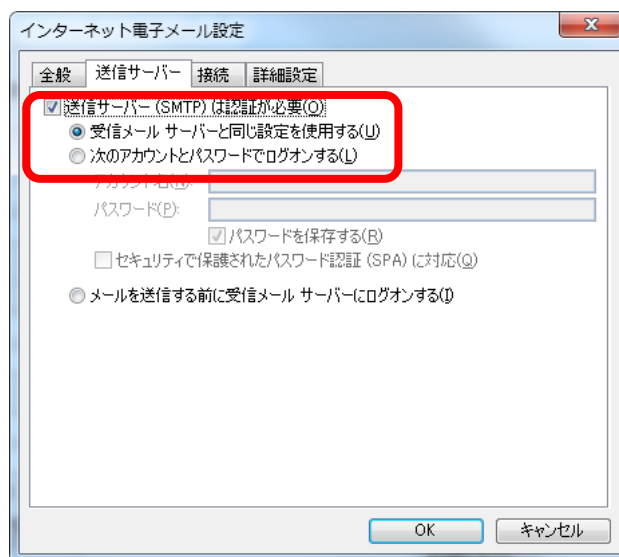 インターネット電子メール設定
全般 送信サーバー 接続 詳細設定
送信サーバー (SMTP) は認証が必要(O)
受信メール サーバーと同じ設定を使用する(U)
次のアカウントとパスワードでログオンする(L)
アカウント名(N):
パスワード(P):
パスワードを保存する(R)
セキュリティで保護されたパスワード認証 (SPA) に対応(Q)
メールを送信する前に受信メール サーバーにログオンする(I)
OK キャンセル